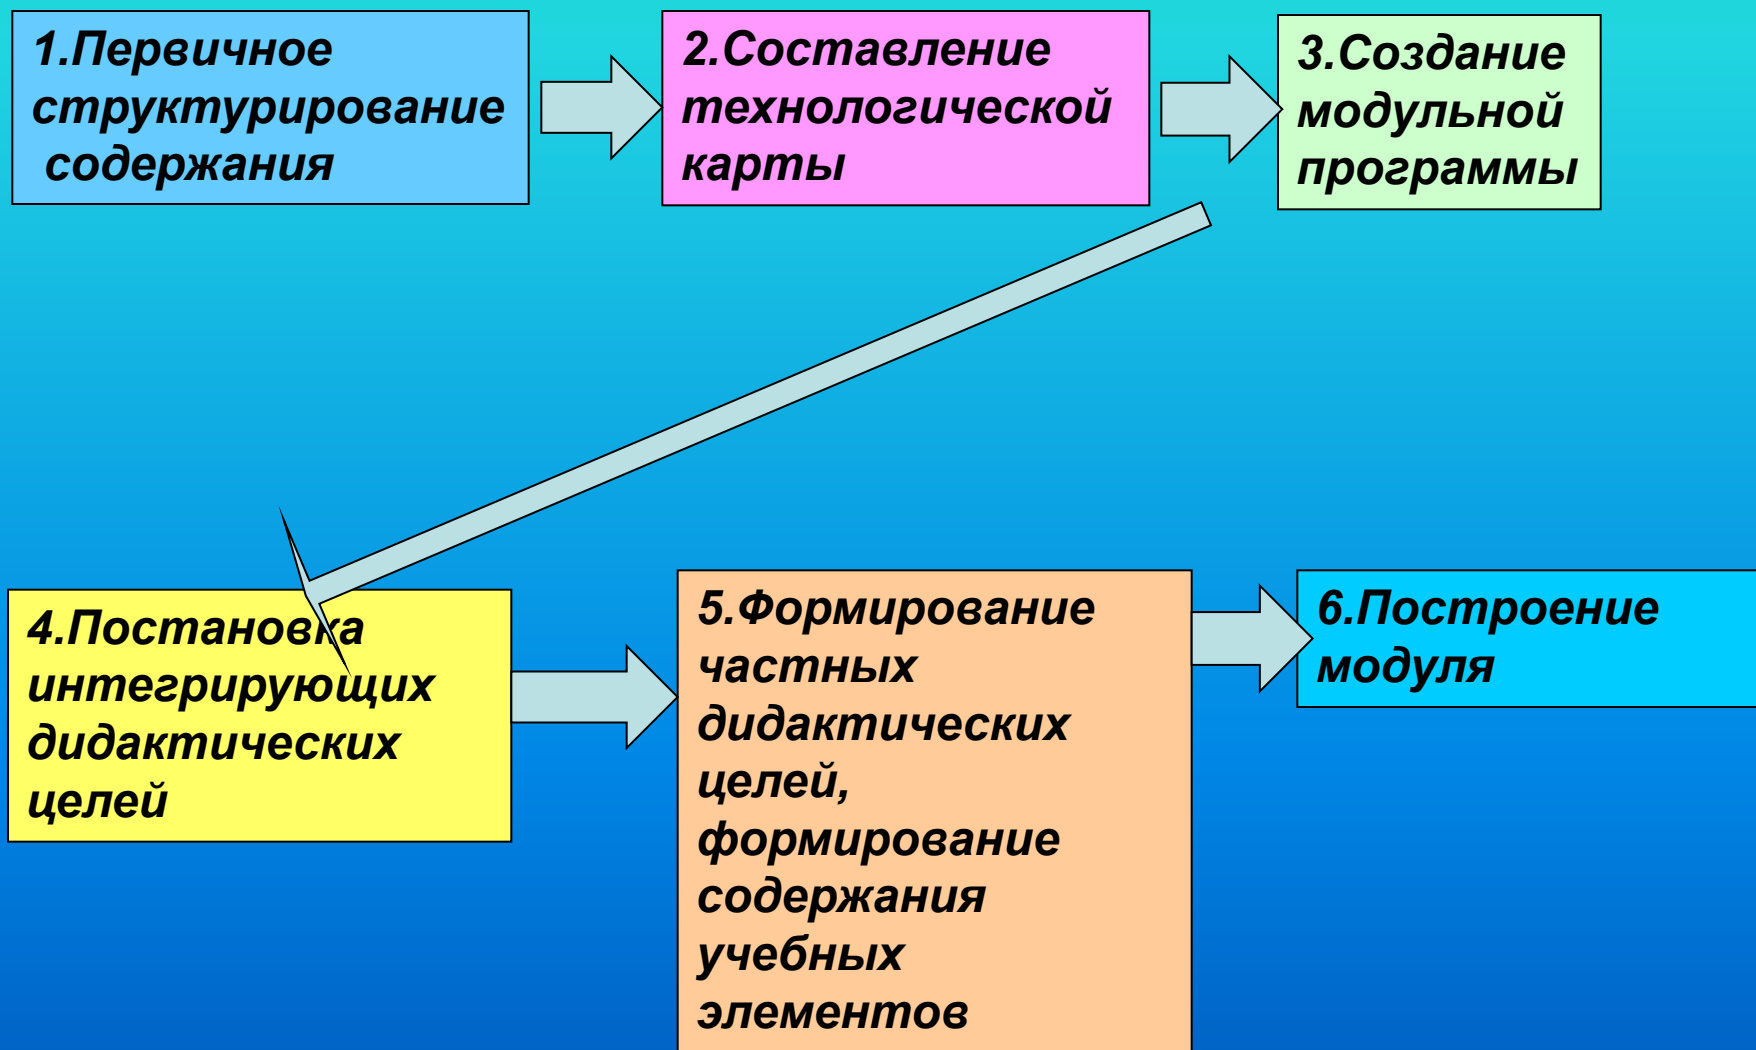 1.Первичное
структурирование
содержания
2.Составление
технологической
карты
3.Создание
модульной
программы
4.Постановка
интегрирующих
дидактических
целей
5.Формирование
частных
дидактических
целей,
формирование
содержания
учебных
элементов
6.Построение
модуля